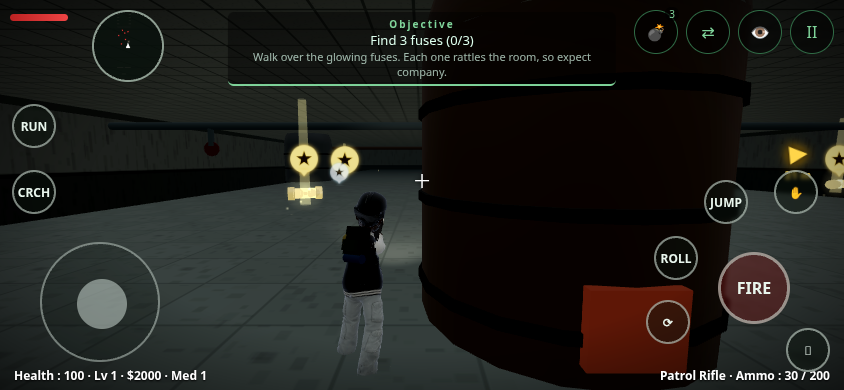 Objective
Find 3 fuses (0/3)
Walk over the glowing fuses. Each one rattles the room, so expect
company.
3
II
RUN
CRCH
JUMP
ROLL
FIRE
Health : 100 · Lv 1 · $2000 · Med 1
Patrol Rifle · Ammo : 30 / 200